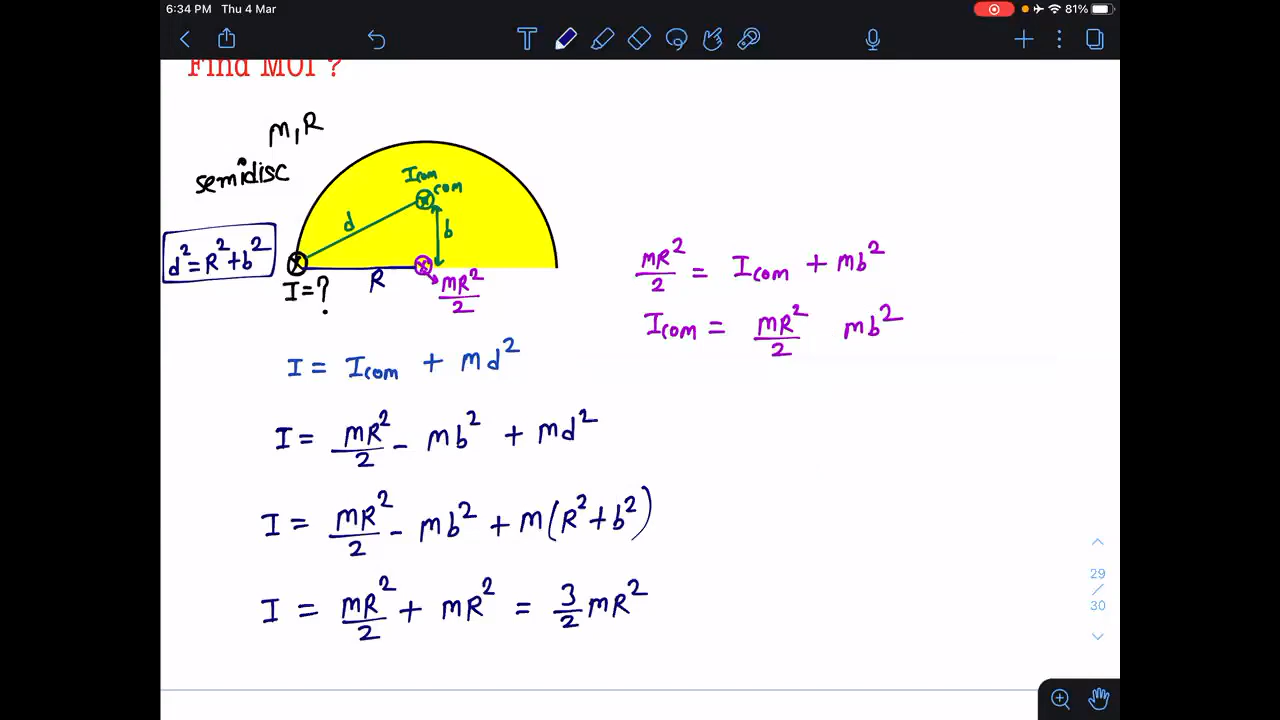 6:34 PM Thu 4 Mar
81%
Find MOI ?
m,R
semidisc
Icom
com
d
b
d²=R²+b²
R
mR²/2
I=?
mR²/2 = Icom + mb²
Icom = mR²/2 mb²
I = Icom + md²
I = mR²/2 - mb² + md²
I = mR²/2 - mb² + m(R²+b²)
I = mR²/2 + mR² = 3/2 mR²
29
/
30